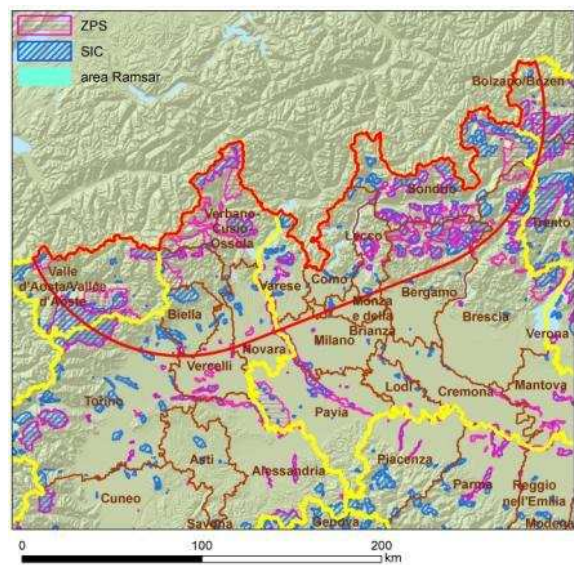 ZPS
SIC
area Ramsar
Bolzano/Bozen
Sondrio
Trento
Verbano-
Cusio
Ossola
Lecco
Valle
d'Aosta/Vallée
d'Aoste
Varese
Como
Biella
Monza
e della
Brianza
Bergamo
Brescia
Verona
Novara
Milano
Vercelli
Lodi
Cremona
Mantova
Torino
Pavia
Asti
Alessandria
Piacenza
Cuneo
Parma
Reggio
nell'Emilia
Savona
Genova
Modena
0
100
200
km